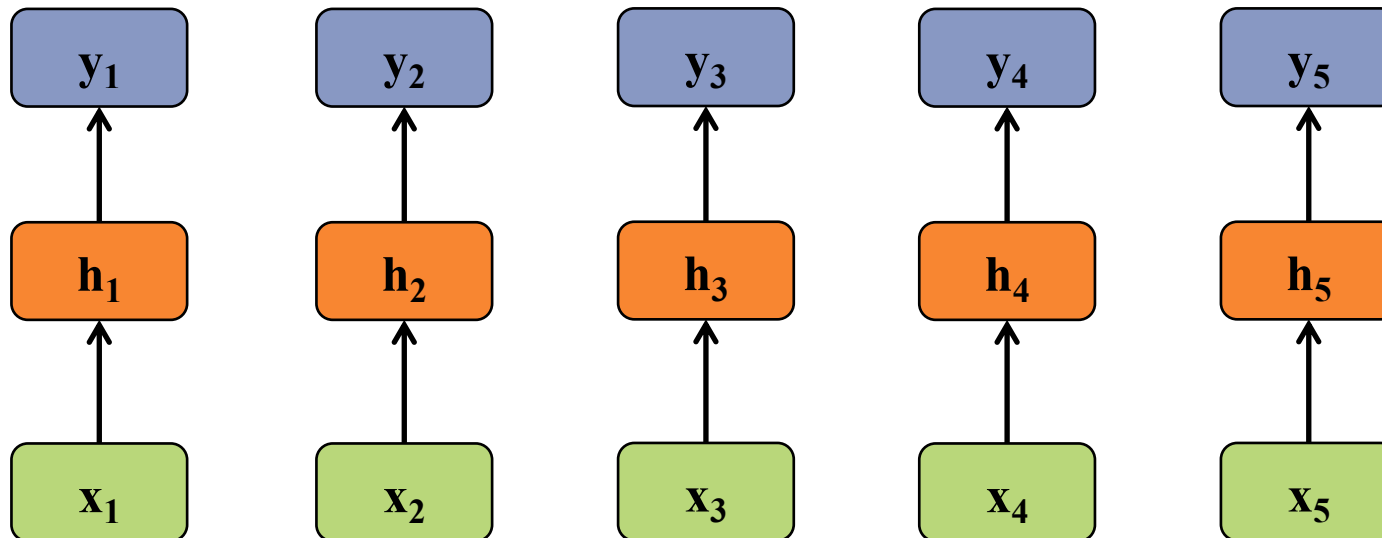 y₁ y₂ y₃ y₄ y₅
h₁ h₂ h₃ h₄ h₅
x₁ x₂ x₃ x₄ x₅